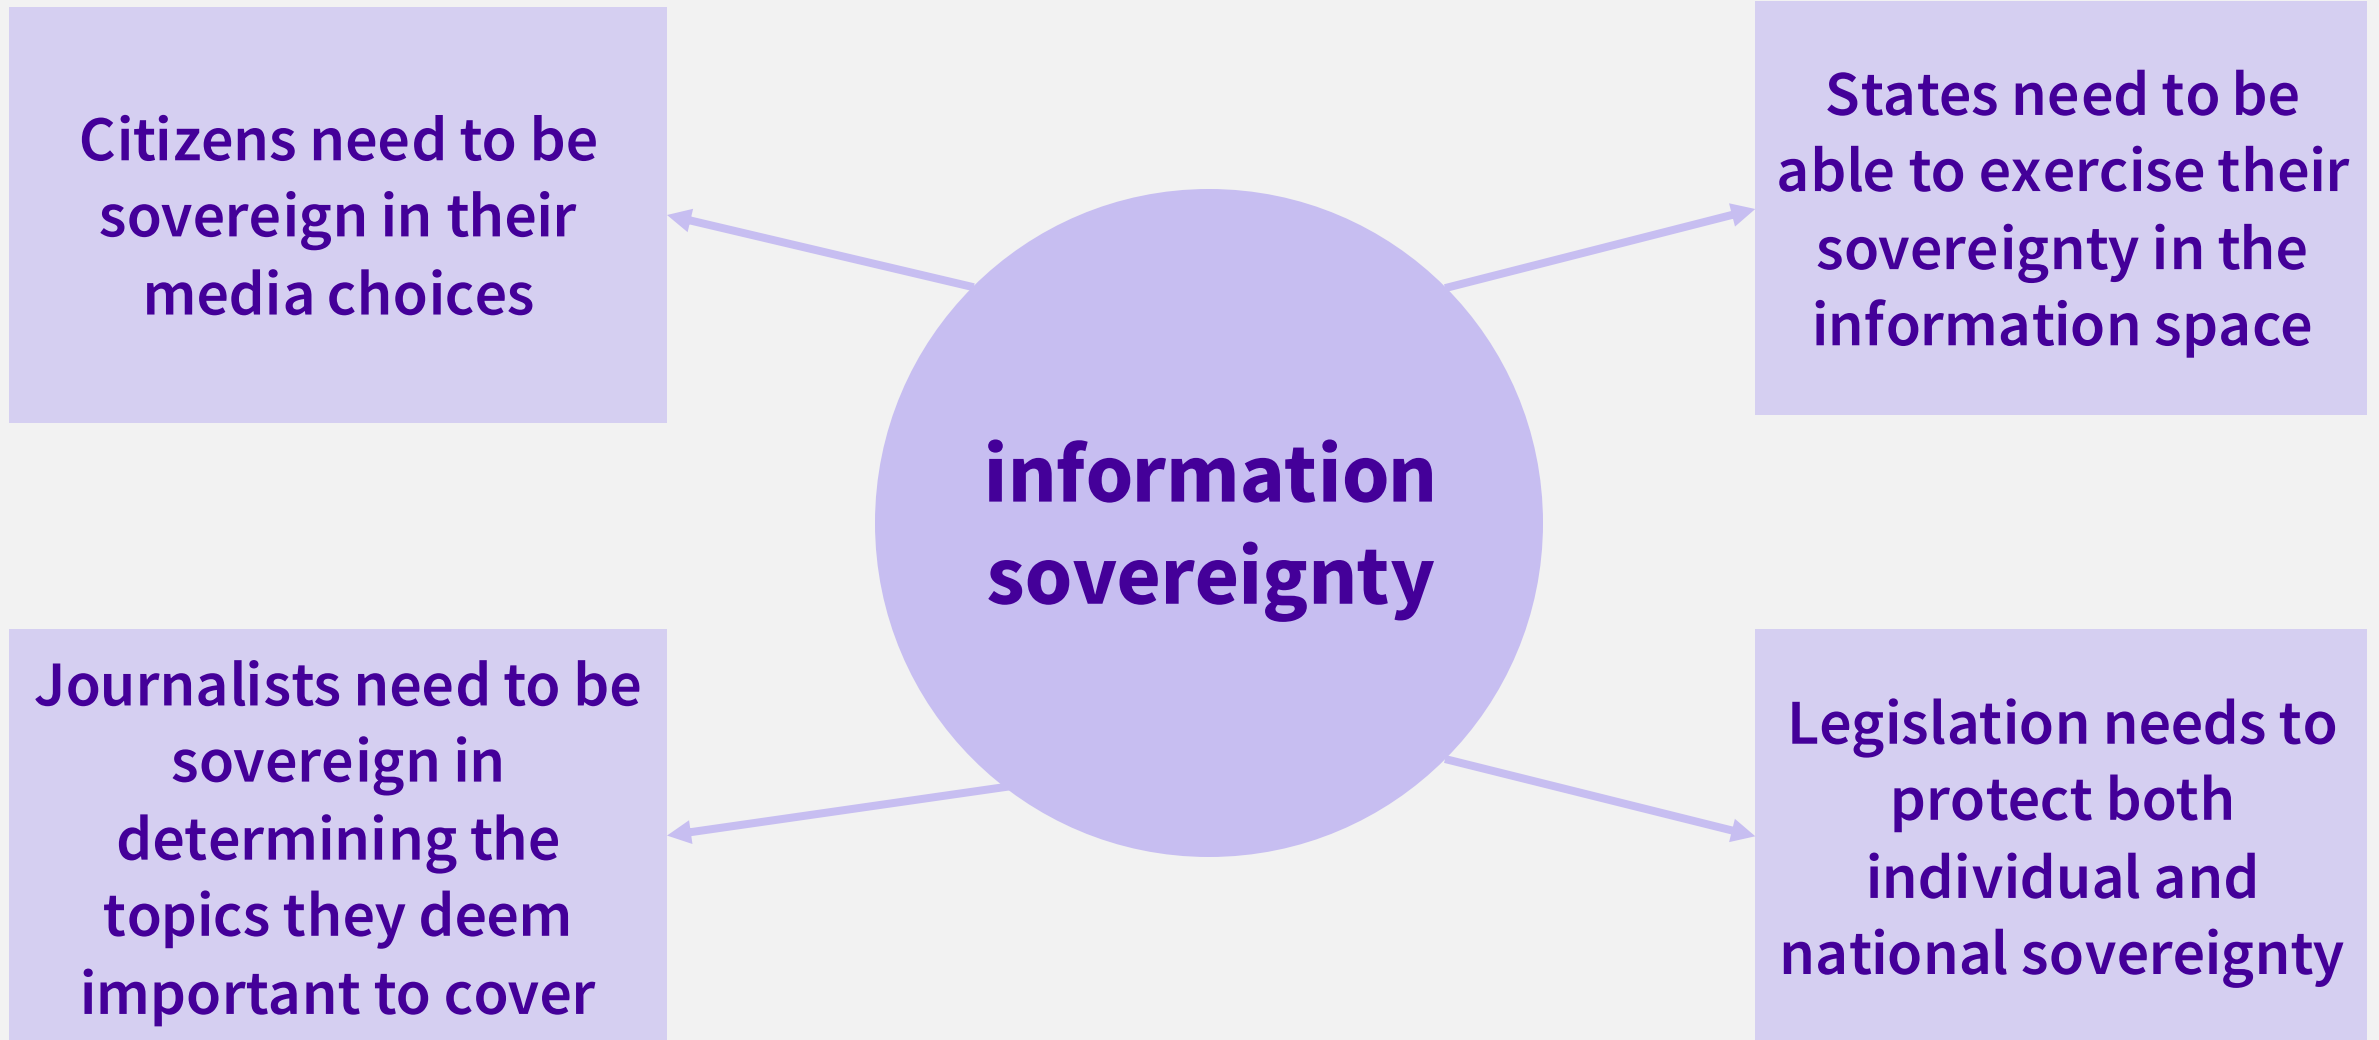 Citizens need to be
sovereign in their
media choices
States need to be
able to exercise their
sovereignty in the
information space
information
sovereignty
Journalists need to be
sovereign in
determining the
topics they deem
important to cover
Legislation needs to
protect both
individual and
national sovereignty